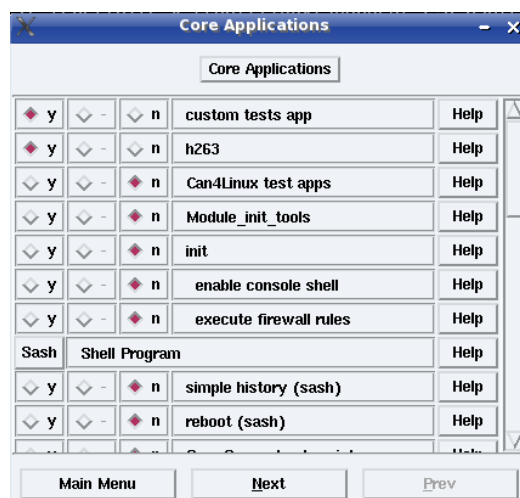 Core Applications
Core Applications
y - n custom tests app Help
y - n h263 Help
y - n Can4Linux test apps Help
y - n Module_init_tools Help
y - n init Help
y - n enable console shell Help
y - n execute firewall rules Help
Sash Shell Program Help
y - n simple history (sash) Help
y - n reboot (sash) Help
Main Menu Next Prev